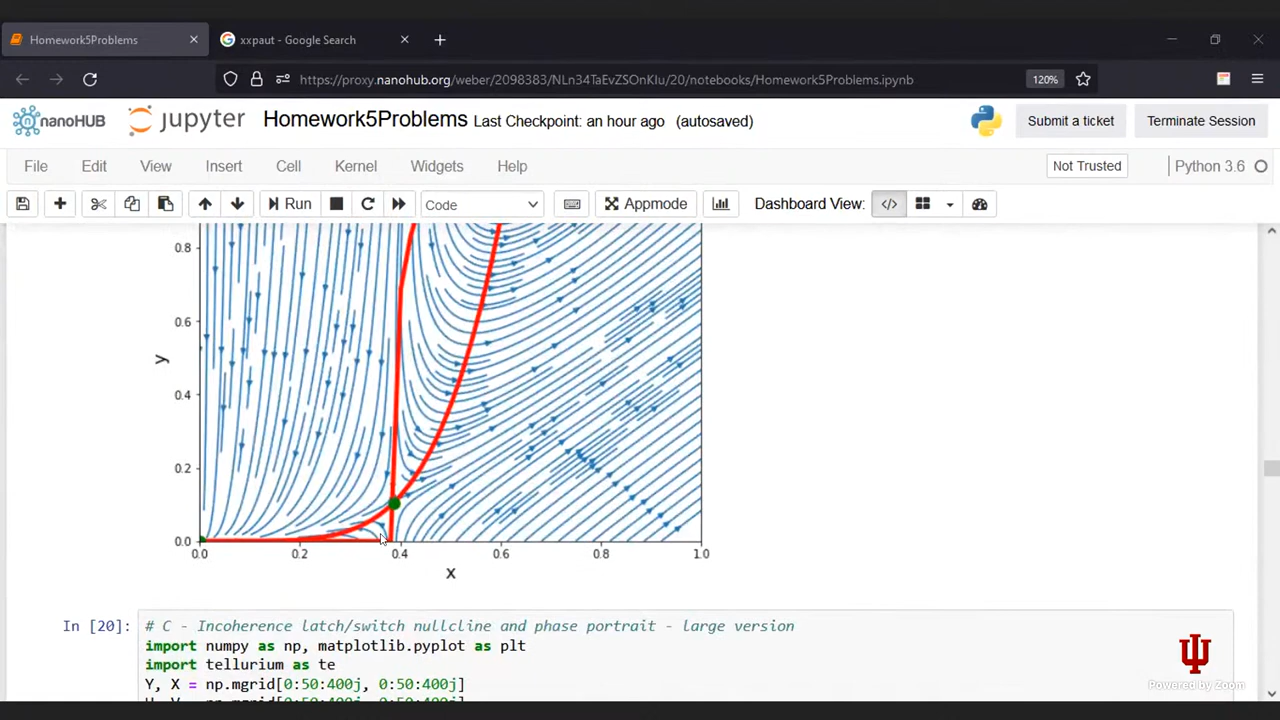 Homework5Problems
xxpaut - Google Search
https://proxy.nanohub.org/weber/2098383/NLn34TaEvZSOnKIu/20/notebooks/Homework5Problems.ipynb
120%
nanoHUB
jupyter
Homework5Problems Last Checkpoint: an hour ago (autosaved)
Submit a ticket
Terminate Session
File Edit View Insert Cell Kernel Widgets Help
Not Trusted
Python 3.6
Run
Code
Appmode
Dashboard View:
0.8
0.6
y
0.4
0.2
0.0
0.0 0.2 0.4 0.6 0.8 1.0
x
In [20]:
# C - Incoherence latch/switch nullcline and phase portrait - large version
import numpy as np, matplotlib.pyplot as plt
import tellurium as te
Y, X = np.mgrid[0:50:400j, 0:50:400j]
Powered by Zoom